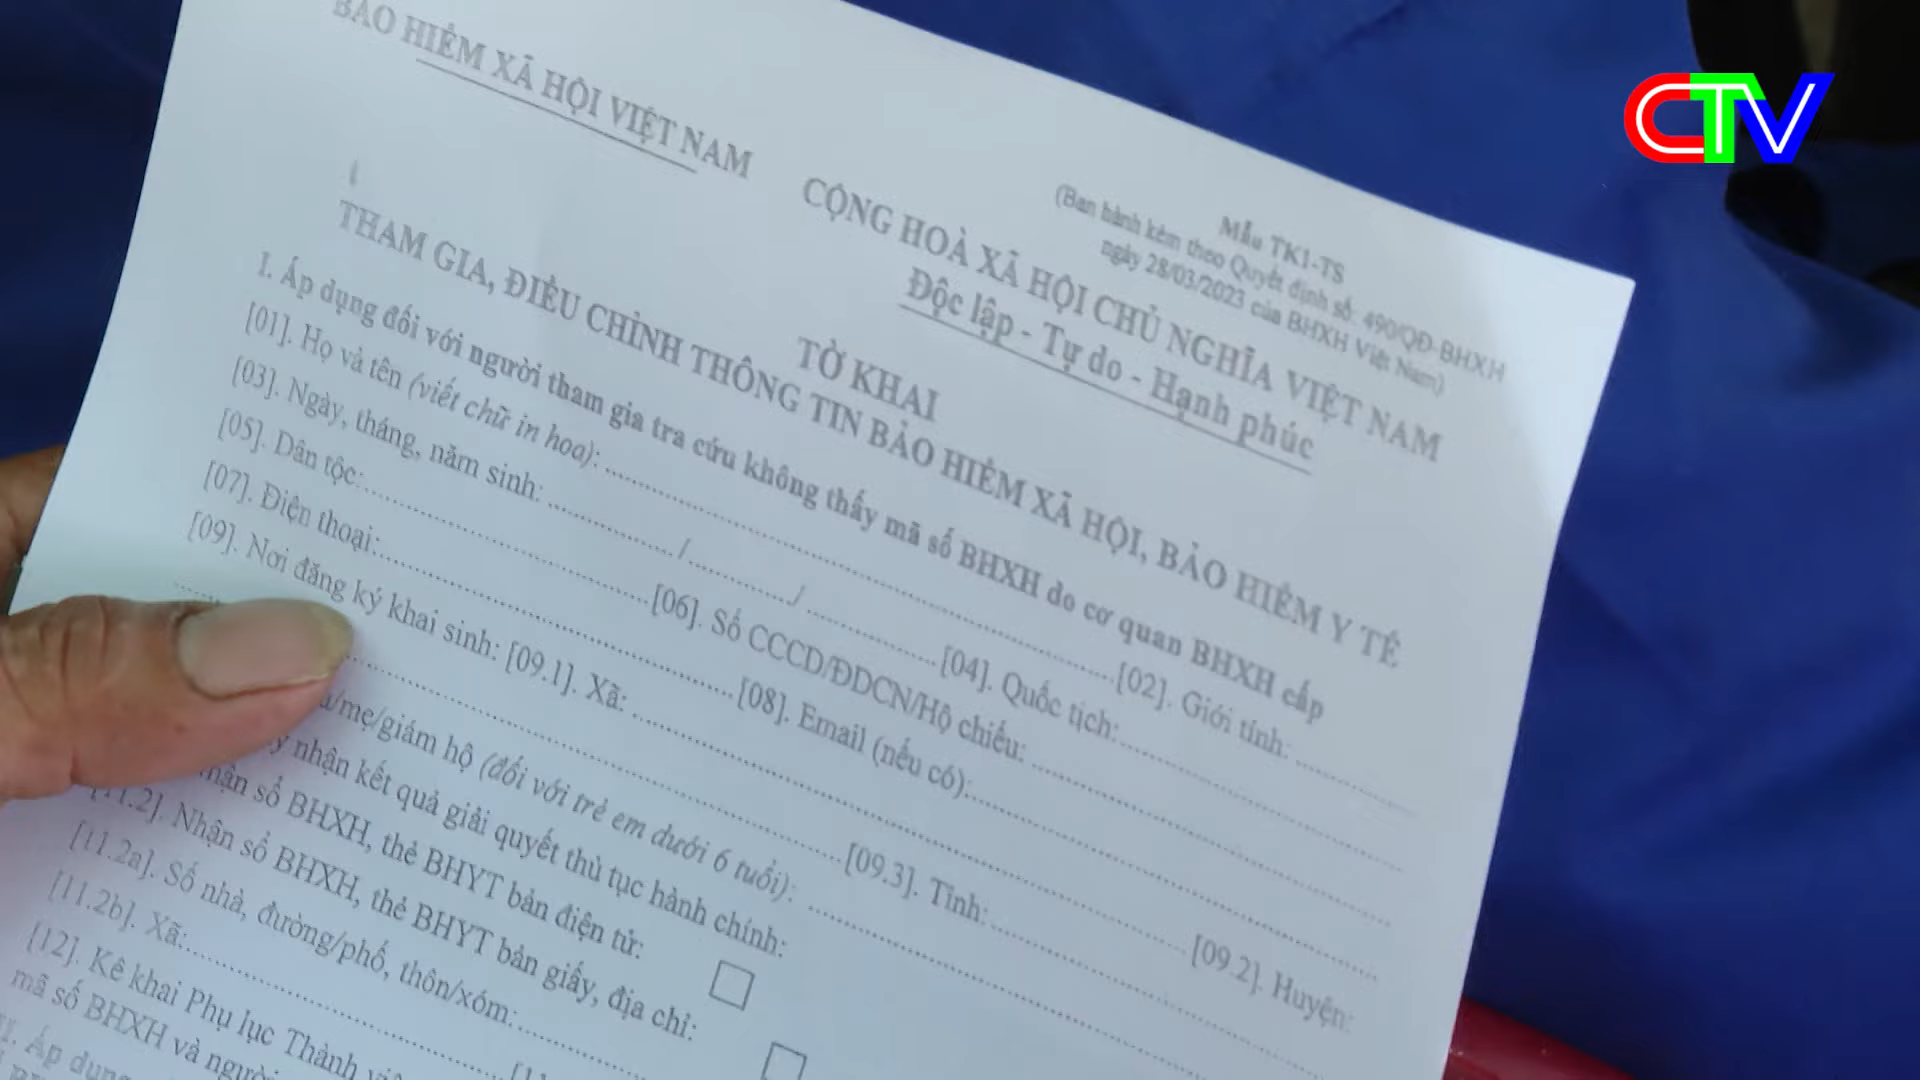 CTV
BẢO HIỂM XÃ HỘI VIỆT NAM
Mẫu TK1-TS
(Ban hành kèm theo Quyết định số: 490/QĐ-BHXH
ngày 28/03/2023 của BHXH Việt Nam)
CỘNG HOÀ XÃ HỘI CHỦ NGHĨA VIỆT NAM
Độc lập - Tự do - Hạnh phúc
TỜ KHAI
THAM GIA, ĐIỀU CHỈNH THÔNG TIN BẢO HIỂM XÃ HỘI, BẢO HIỂM Y TẾ
I. Áp dụng đối với người tham gia tra cứu không thấy mã số BHXH do cơ quan BHXH cấp
[01]. Họ và tên (viết chữ in hoa): [02]. Giới tính:
[03]. Ngày, tháng, năm sinh: / / [04]. Quốc tịch:
[05]. Dân tộc: [06]. Số CCCD/ĐDCN/Hộ chiếu:
[07]. Điện thoại: [08]. Email (nếu có):
[09]. Nơi đăng ký khai sinh: [09.1]. Xã: [09.2]. Huyện:
[09.3]. Tỉnh:
/mẹ/giám hộ (đối với trẻ em dưới 6 tuổi):
nhận kết quả giải quyết thủ tục hành chính:
số BHXH, thẻ BHYT bản điện tử:
[11.2]. Nhận sổ BHXH, thẻ BHYT bản giấy, địa chỉ:
[11.2a]. Số nhà, đường/phố, thôn/xóm:
[11.2b]. Xã:
[12]. Kê khai Phụ lục Thành
mã số BHXH và người
II. Áp dụng